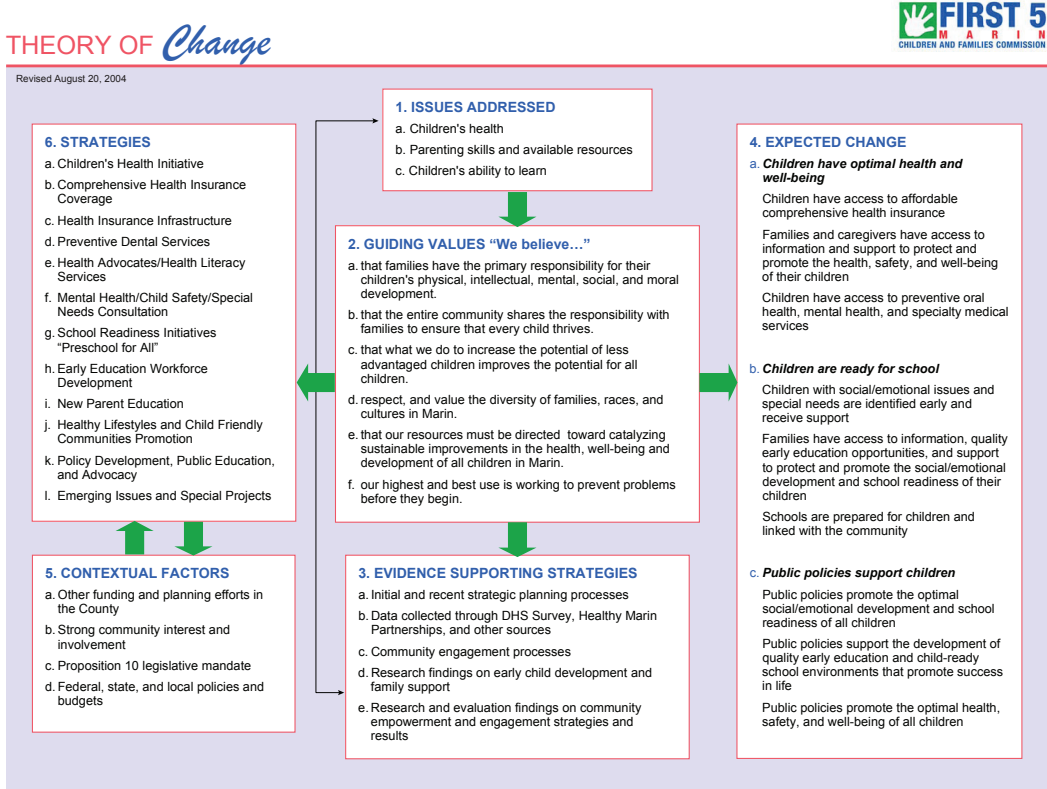 THEORY OF Change
FIRST 5
MARIN
CHILDREN AND FAMILIES COMMISSION
Revised August 20, 2004
1. ISSUES ADDRESSED
a. Children's health
b. Parenting skills and available resources
c. Children's ability to learn
2. GUIDING VALUES “We believe…”
a. that families have the primary responsibility for their
children's physical, intellectual, mental, social, and moral
development.
b. that the entire community shares the responsibility with
families to ensure that every child thrives.
c. that what we do to increase the potential of less
advantaged children improves the potential for all
children.
d. respect, and value the diversity of families, races, and
cultures in Marin.
e. that our resources must be directed toward catalyzing
sustainable improvements in the health, well-being and
development of all children in Marin.
f. our highest and best use is working to prevent problems
before they begin.
3. EVIDENCE SUPPORTING STRATEGIES
a. Initial and recent strategic planning processes
b. Data collected through DHS Survey, Healthy Marin
Partnerships, and other sources
c. Community engagement processes
d. Research findings on early child development and
family support
e. Research and evaluation findings on community
empowerment and engagement strategies and
results
4. EXPECTED CHANGE
a. Children have optimal health and
well-being
Children have access to affordable
comprehensive health insurance
Families and caregivers have access to
information and support to protect and
promote the health, safety, and well-being
of their children
Children have access to preventive oral
health, mental health, and specialty medical
services
b. Children are ready for school
Children with social/emotional issues and
special needs are identified early and
receive support
Families have access to information, quality
early education opportunities, and support
to protect and promote the social/emotional
development and school readiness of their
children
Schools are prepared for children and
linked with the community
c. Public policies support children
Public policies promote the optimal
social/emotional development and school
readiness of all children
Public policies support the development of
quality early education and child-ready
school environments that promote success
in life
Public policies promote the optimal health,
safety, and well-being of all children
5. CONTEXTUAL FACTORS
a. Other funding and planning efforts in
the County
b. Strong community interest and
involvement
c. Proposition 10 legislative mandate
d. Federal, state, and local policies and
budgets
6. STRATEGIES
a. Children's Health Initiative
b. Comprehensive Health Insurance
Coverage
c. Health Insurance Infrastructure
d. Preventive Dental Services
e. Health Advocates/Health Literacy
Services
f. Mental Health/Child Safety/Special
Needs Consultation
g. School Readiness Initiatives
“Preschool for All”
h. Early Education Workforce
Development
i. New Parent Education
j. Healthy Lifestyles and Child Friendly
Communities Promotion
k. Policy Development, Public Education,
and Advocacy
l. Emerging Issues and Special Projects